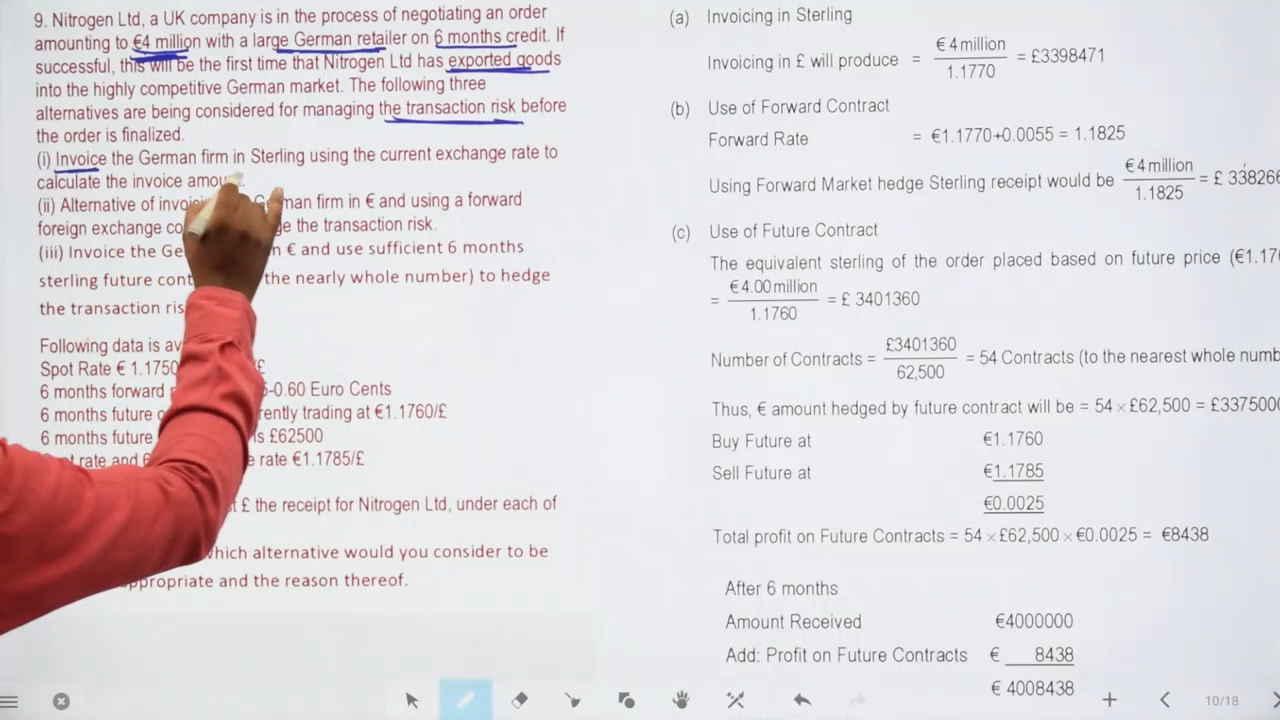 9. Nitrogen Ltd, a UK company is in the process of negotiating an order
amounting to €4 million with a large German retailer on 6 months credit. If
successful, this will be the first time that Nitrogen Ltd has exported goods
into the highly competitive German market. The following three
alternatives are being considered for managing the transaction risk before
the order is finalized.
(i) Invoice the German firm in Sterling using the current exchange rate to
calculate the invoice
(ii) Alternative of firm in € and using a forward
foreign exchange the transaction risk.
(iii) Invoice the € and use sufficient 6 months
sterling future the nearly whole number) to hedge
the transaction
Following data is
Spot Rate € 1.1750 /£
6 months forward -0.60 Euro Cents
6 months future trading at €1.1760/£
6 months future is £62500
rate and rate €1.1785/£
£ the receipt for Nitrogen Ltd, under each of
which alternative would you consider to be
and the reason thereof.
(a) Invoicing in Sterling
Invoicing in £ will produce = €4 million / 1.1770 = £3398471
(b) Use of Forward Contract
Forward Rate = €1.1770+0.0055 = 1.1825
Using Forward Market hedge Sterling receipt would be €4 million / 1.1825 = £ 338266
(c) Use of Future Contract
The equivalent sterling of the order placed based on future price (€1.17
= €4.00 million / 1.1760 = £ 3401360
Number of Contracts = £3401360 / 62,500 = 54 Contracts (to the nearest whole
Thus, € amount hedged by future contract will be = 54 × £62,500 = £3375000
Buy Future at €1.1760
Sell Future at €1.1785
€0.0025
Total profit on Future Contracts = 54 × £62,500 × €0.0025 = €8438
After 6 months
Amount Received €4000000
Add: Profit on Future Contracts € 8438
€ 4008438
10/18